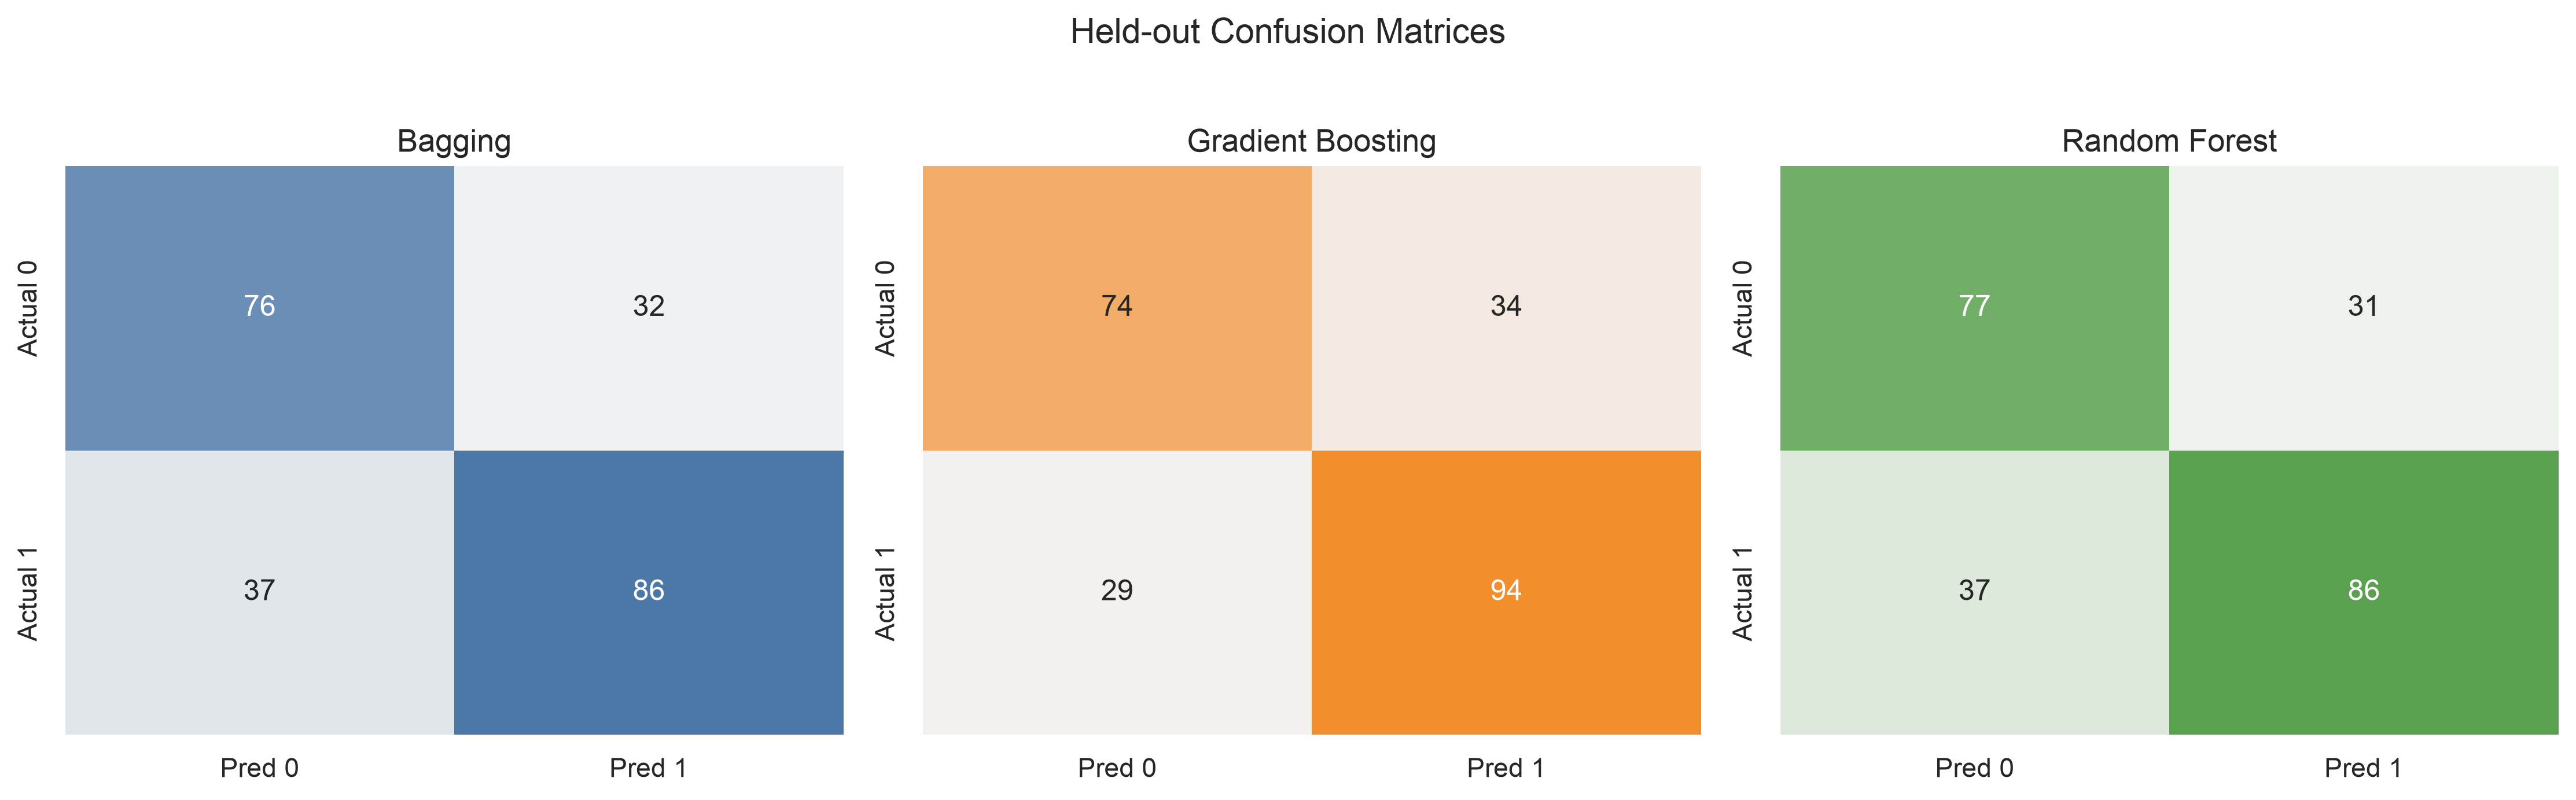 Held-out Confusion Matrices
Bagging
Actual 0
76
32
Actual 1
37
86
Pred 0
Pred 1
Gradient Boosting
Actual 0
74
34
Actual 1
29
94
Pred 0
Pred 1
Random Forest
Actual 0
77
31
Actual 1
37
86
Pred 0
Pred 1